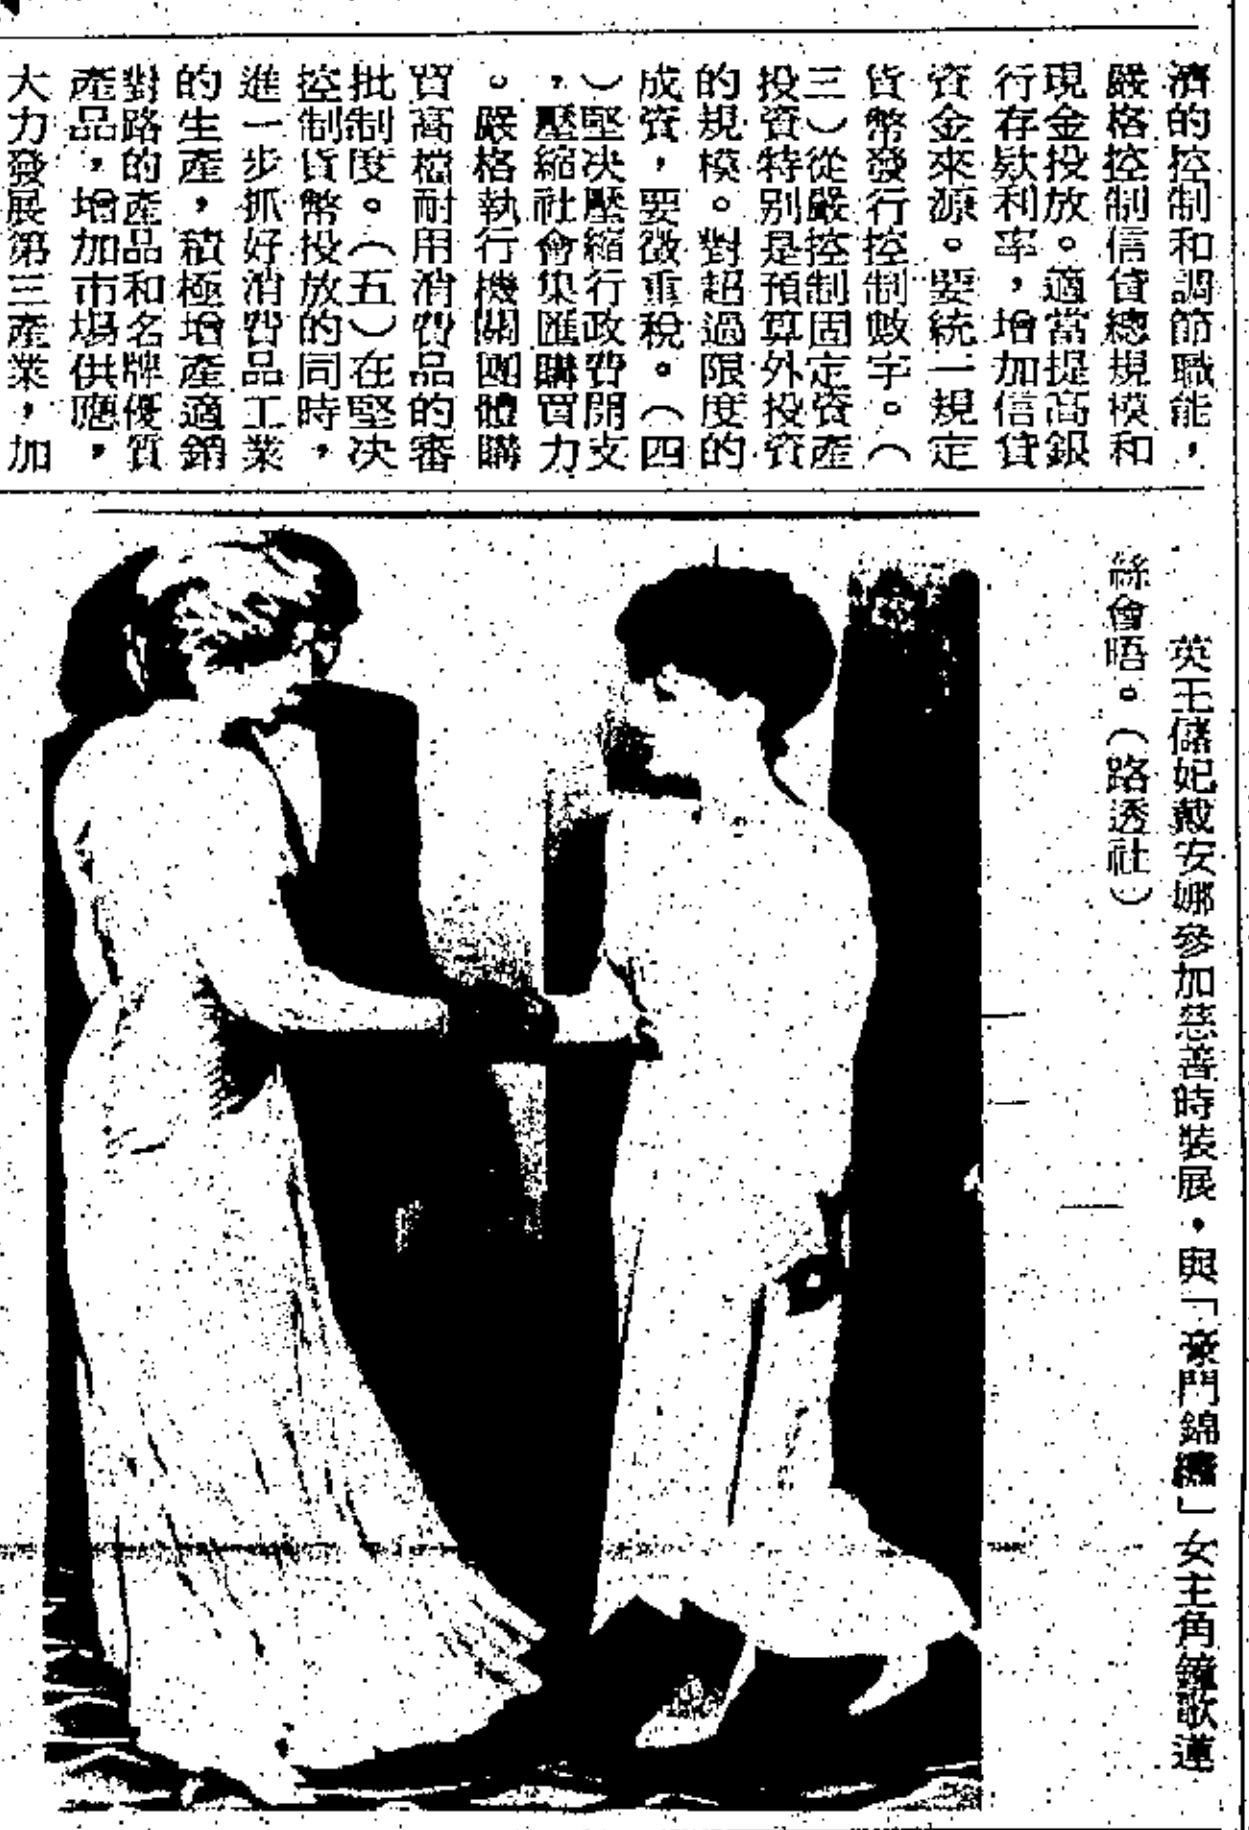 濟的控制和調節職能，
嚴格控制信貸總規模和
現金投放。適當提高銀
行存欵利率，增加信貸
資金來源。要統一規定
貨幣發行控制數字。（
三）從嚴控制固定資產
投資特别是預算外投資
的規模。對超過限度的
成資，要徵重税。（四
）堅决壓縮行政費開支
，壓縮社會集匯購買力
。嚴格執行機關團體購
買高檔耐用消費品的審
批制度。（五）在堅决
控制貨幣投放的同時，
進一步抓好消費品工業
的生產，積極增產適銷
對路的產品和名牌優質
產品，增加市場供應，
大力發展第三產業，加
英王儲妃戴安娜參加慈善時裝展，與「豪門錦繡」女主角鐘歌蓮
絲會晤。（路透社）